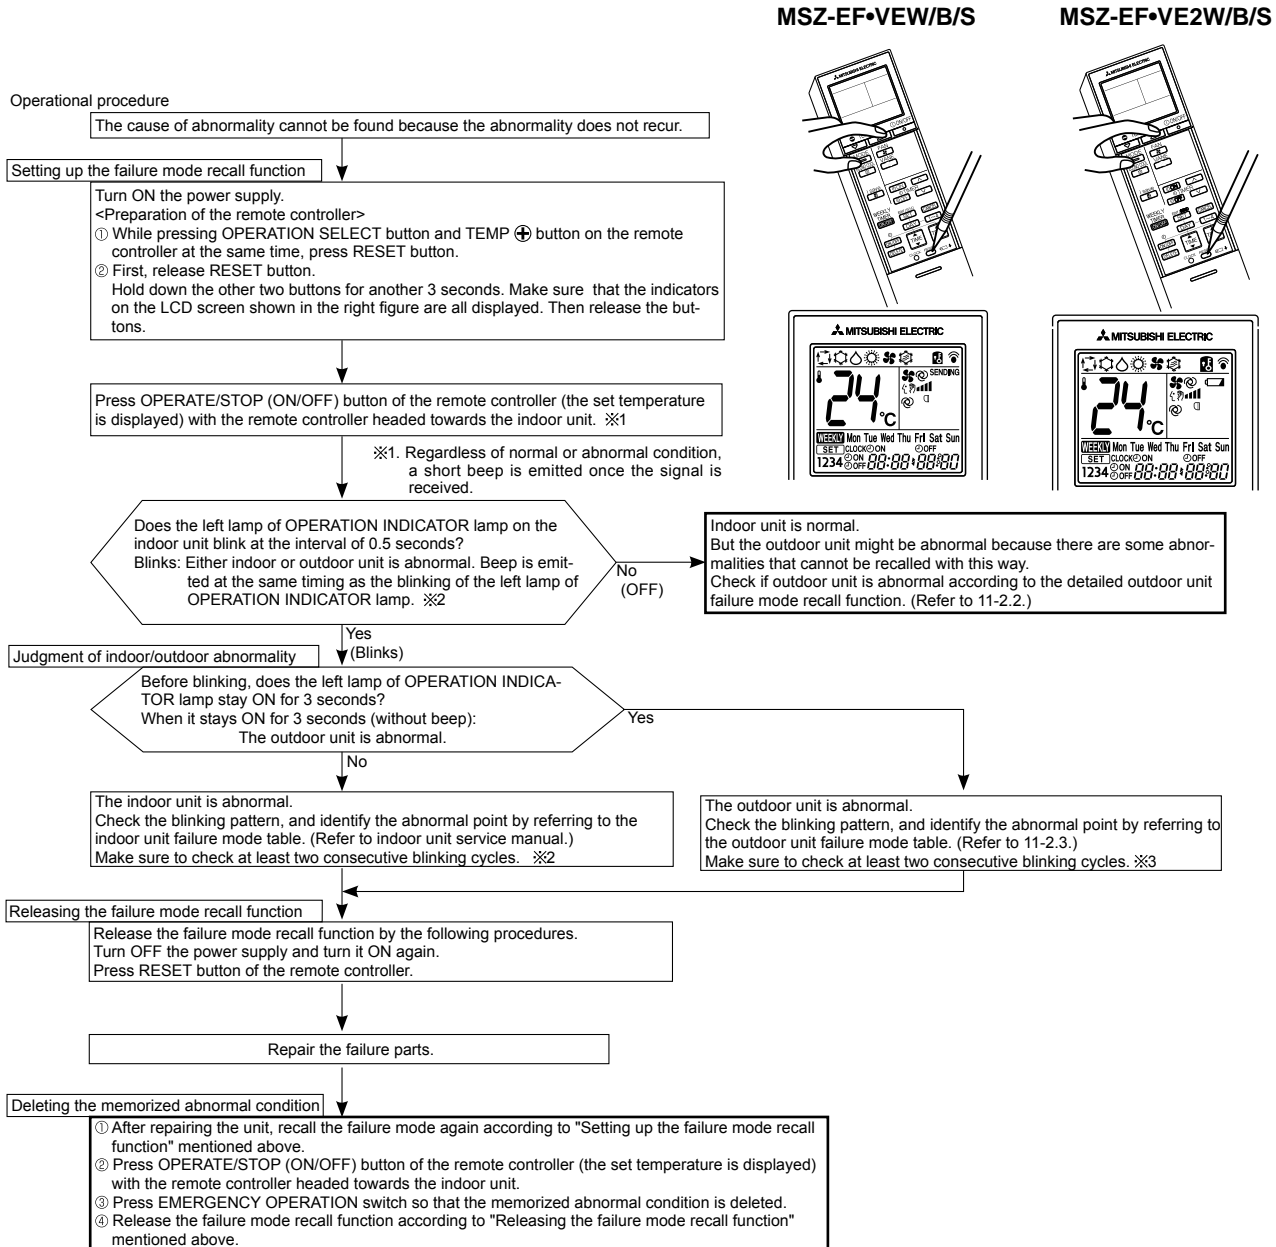 MSZ-EF•VEW/B/S
MSZ-EF•VE2W/B/S
Operational procedure
The cause of abnormality cannot be found because the abnormality does not recur.
Setting up the failure mode recall function
Turn ON the power supply.
<Preparation of the remote controller>
① While pressing OPERATION SELECT button and TEMP ⊕ button on the remote
controller at the same time, press RESET button.
② First, release RESET button.
Hold down the other two buttons for another 3 seconds. Make sure that the indicators
on the LCD screen shown in the right figure are all displayed. Then release the but-
tons.
Press OPERATE/STOP (ON/OFF) button of the remote controller (the set temperature
is displayed) with the remote controller headed towards the indoor unit. ※1
※1. Regardless of normal or abnormal condition,
a short beep is emitted once the signal is
received.
MITSUBISHI ELECTRIC
SENDING
24 °C
WEEKLY Mon Tue Wed Thu Fri Sat Sun
SET CLOCK ON OFF
1234 ON OFF 88:88 88:80
MITSUBISHI ELECTRIC
24 °C
WEEKLY Mon Tue Wed Thu Fri Sat Sun
SET CLOCK ON OFF
1234 ON OFF 88:88 88:80
Does the left lamp of OPERATION INDICATOR lamp on the
indoor unit blink at the interval of 0.5 seconds?
Blinks: Either indoor or outdoor unit is abnormal. Beep is emit-
ted at the same timing as the blinking of the left lamp of
OPERATION INDICATOR lamp. ※2
No
(OFF)
Indoor unit is normal.
But the outdoor unit might be abnormal because there are some abnor-
malities that cannot be recalled with this way.
Check if outdoor unit is abnormal according to the detailed outdoor unit
failure mode recall function. (Refer to 11-2.2.)
Yes
(Blinks)
Judgment of indoor/outdoor abnormality
Before blinking, does the left lamp of OPERATION INDICA-
TOR lamp stay ON for 3 seconds?
When it stays ON for 3 seconds (without beep):
The outdoor unit is abnormal.
Yes
No
The indoor unit is abnormal.
Check the blinking pattern, and identify the abnormal point by referring to the
indoor unit failure mode table. (Refer to indoor unit service manual.)
Make sure to check at least two consecutive blinking cycles. ※2
The outdoor unit is abnormal.
Check the blinking pattern, and identify the abnormal point by referring to
the outdoor unit failure mode table. (Refer to 11-2.3.)
Make sure to check at least two consecutive blinking cycles. ※3
Releasing the failure mode recall function
Release the failure mode recall function by the following procedures.
Turn OFF the power supply and turn it ON again.
Press RESET button of the remote controller.
Repair the failure parts.
Deleting the memorized abnormal condition
① After repairing the unit, recall the failure mode again according to "Setting up the failure mode recall
function" mentioned above.
② Press OPERATE/STOP (ON/OFF) button of the remote controller (the set temperature is displayed)
with the remote controller headed towards the indoor unit.
③ Press EMERGENCY OPERATION switch so that the memorized abnormal condition is deleted.
④ Release the failure mode recall function according to "Releasing the failure mode recall function"
mentioned above.